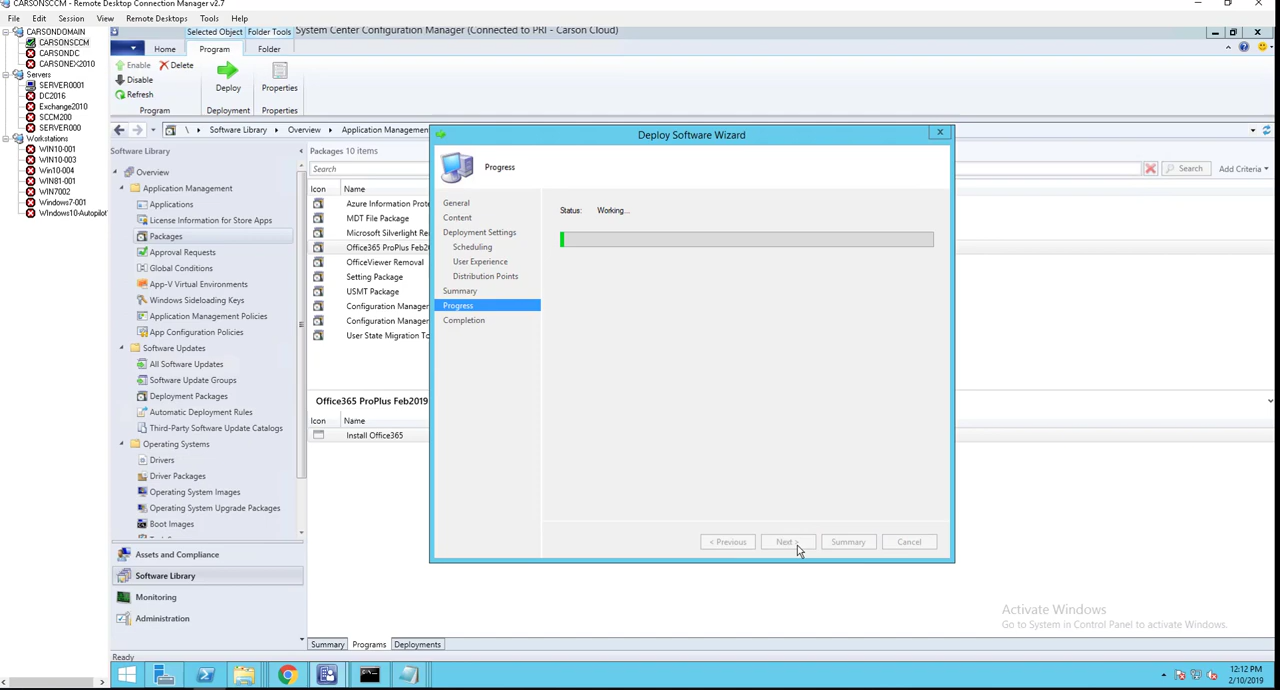 CARSONSCCM - Remote Desktop Connection Manager v2.7
File Edit Session View Remote Desktops Tools Help
CARSONDOMAIN
CARSONSCCM
CARSONDC
CARSONEX2010
Servers
SERVER0001
DC2016
Exchange2010
SCCM200
SERVER000
Workstations
WIN10-001
WIN10-003
Win10-004
WIN81-001
WIN7002
Windows7-001
WIndows10-Autopilot
Selected Object Folder Tools System Center Configuration Manager (Connected to PRI - Carson Cloud)
Home Program Folder
Enable Delete
Disable
Refresh
Deploy
Properties
Program Deployment Properties
\ Software Library Overview Application Management
Software Library
Overview
Application Management
Applications
License Information for Store Apps
Packages
Approval Requests
Global Conditions
App-V Virtual Environments
Windows Sideloading Keys
Application Management Policies
App Configuration Policies
Software Updates
All Software Updates
Software Update Groups
Deployment Packages
Automatic Deployment Rules
Third-Party Software Update Catalogs
Operating Systems
Drivers
Driver Packages
Operating System Images
Operating System Upgrade Packages
Boot Images
Assets and Compliance
Software Library
Monitoring
Administration
Ready
Packages 10 items
Search
Search Add Criteria
Icon Name
Azure Information Prote
MDT File Package
Microsoft Silverlight Re
Office365 ProPlus Feb2
OfficeViewer Removal
Setting Package
USMT Package
Configuration Manager
Configuration Manager
User State Migration To
Office365 ProPlus Feb2019
Icon Name
Install Office365
Summary Programs Deployments
Deploy Software Wizard
Progress
General
Content
Deployment Settings
Scheduling
User Experience
Distribution Points
Summary
Progress
Completion
Status: Working...
< Previous Next > Summary Cancel
Activate Windows
Go to System in Control Panel to activate Windows.
12:12 PM
2/10/2019